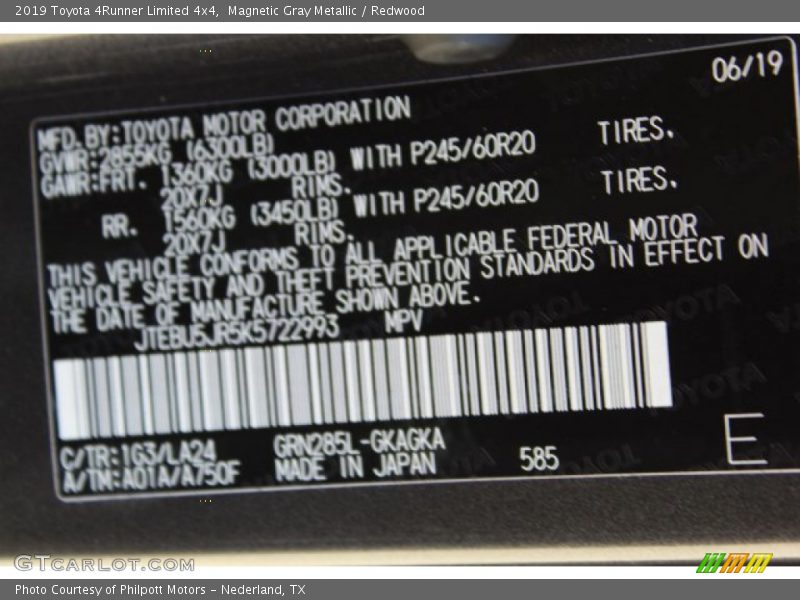 2019 Toyota 4Runner Limited 4x4, Magnetic Gray Metallic / Redwood
06/19
MFD.BY:TOYOTA MOTOR CORPORATION
GVWR:2855KG (6300LB)
GAWR:FRT. 1360KG (3000LB) WITH P245/60R20 TIRES.
20X7J RIMS.
RR. 1560KG (3450LB) WITH P245/60R20 TIRES.
20X7J RIMS.
THIS VEHICLE CONFORMS TO ALL APPLICABLE FEDERAL MOTOR
VEHICLE SAFETY AND THEFT PREVENTION STANDARDS IN EFFECT ON
THE DATE OF MANUFACTURE SHOWN ABOVE.
JTEBU5JR5K5722993 MPV
C/TR:1G3/LA24 GRN285L-GKAGKA
A/TM:A01A/A750F MADE IN JAPAN 585
E
GTCARLOT.COM
Photo Courtesy of Philpott Motors - Nederland, TX